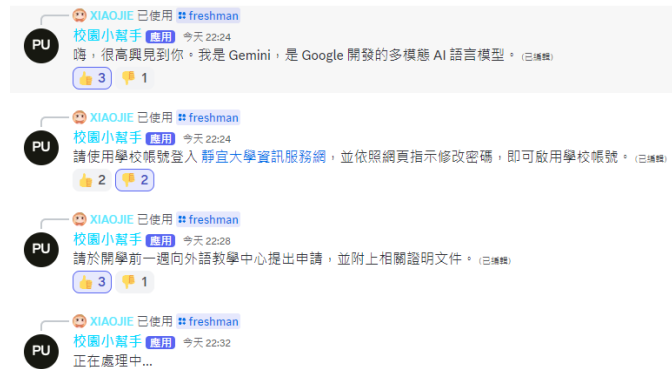 XIAOJIE 已使用 freshman
PU
校園小幫手 應用 今天 22:24
嗨，很高興見到你。我是 Gemini，是 Google 開發的多模態 AI 語言模型。 (已編輯)
3 1
XIAOJIE 已使用 freshman
PU
校園小幫手 應用 今天 22:24
請使用學校帳號登入 靜宜大學資訊服務網，並依照網頁指示修改密碼，即可啟用學校帳號。 (已編輯)
2 2
XIAOJIE 已使用 freshman
PU
校園小幫手 應用 今天 22:28
請於開學前一週向外語教學中心提出申請，並附上相關證明文件。 (已編輯)
3 1
XIAOJIE 已使用 freshman
PU
校園小幫手 應用 今天 22:32
正在處理中...